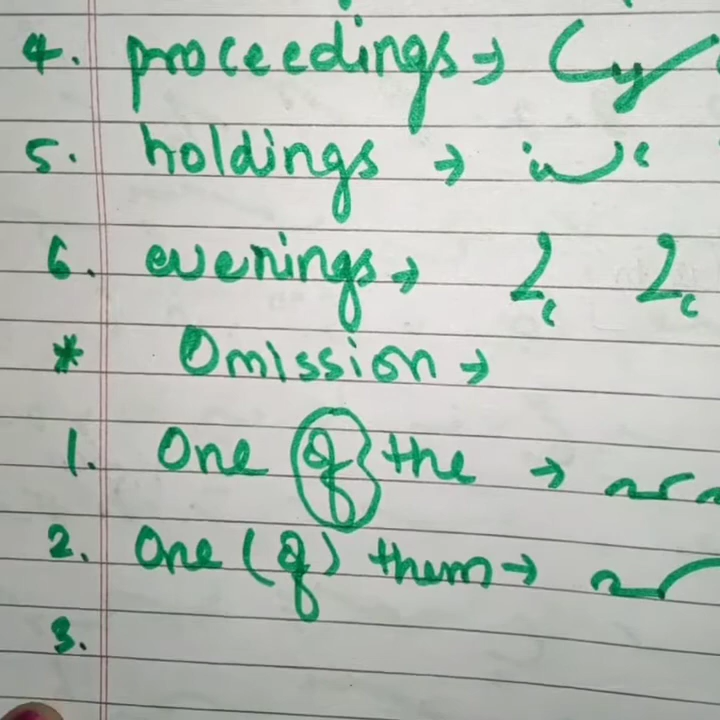 4. proceedings →
5. holdings →
6. evenings →
* Omission →
1. One of the →
2. One (of) them →
3.